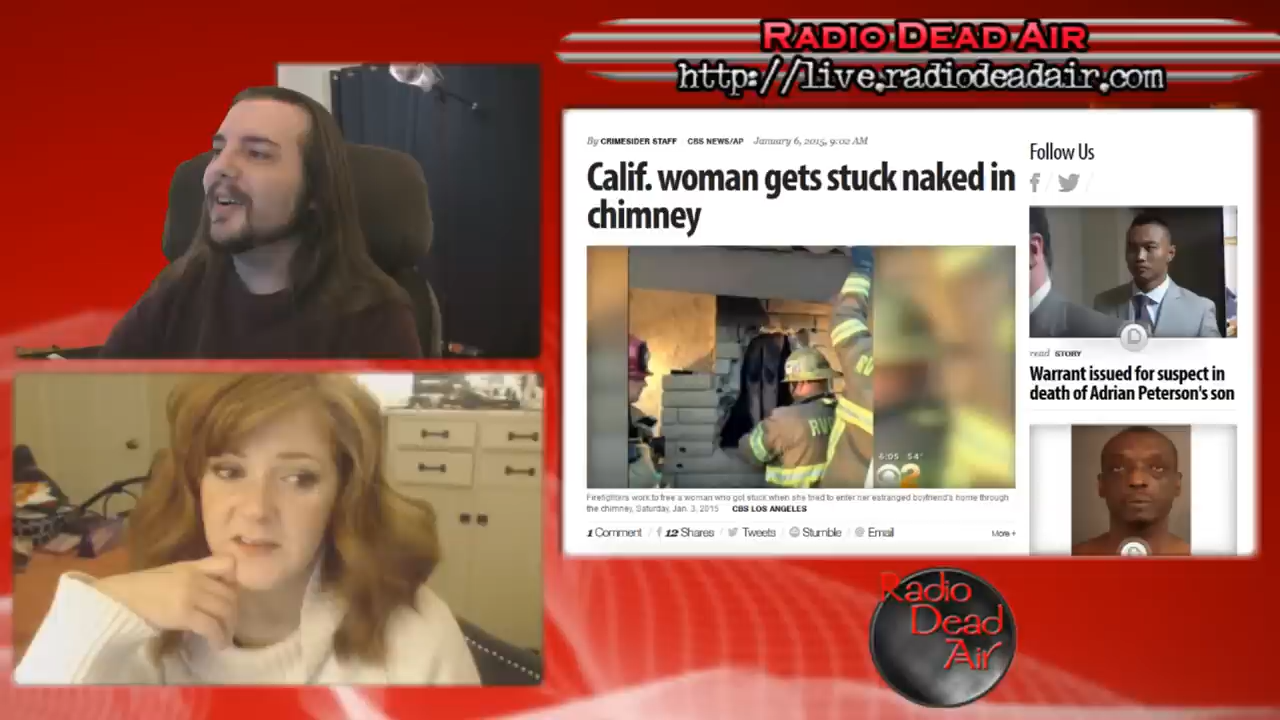 Radio Dead Air
http://live.radiodeadair.com
By CRIMESIDER STAFF CBS NEWS/AP January 6, 2015, 9:02 AM
Calif. woman gets stuck naked in
chimney
Follow Us
6:05 54°
2
Firefighters work to free a woman who got stuck when she tried to enter her estranged boyfriend's home through
the chimney, Saturday, Jan. 3, 2015 CBS LOS ANGELES
1 Comment / f 12 Shares / Tweets / Stumble / @ Email
More +
read STORY
Warrant issued for suspect in
death of Adrian Peterson's son
Radio
Dead
Air